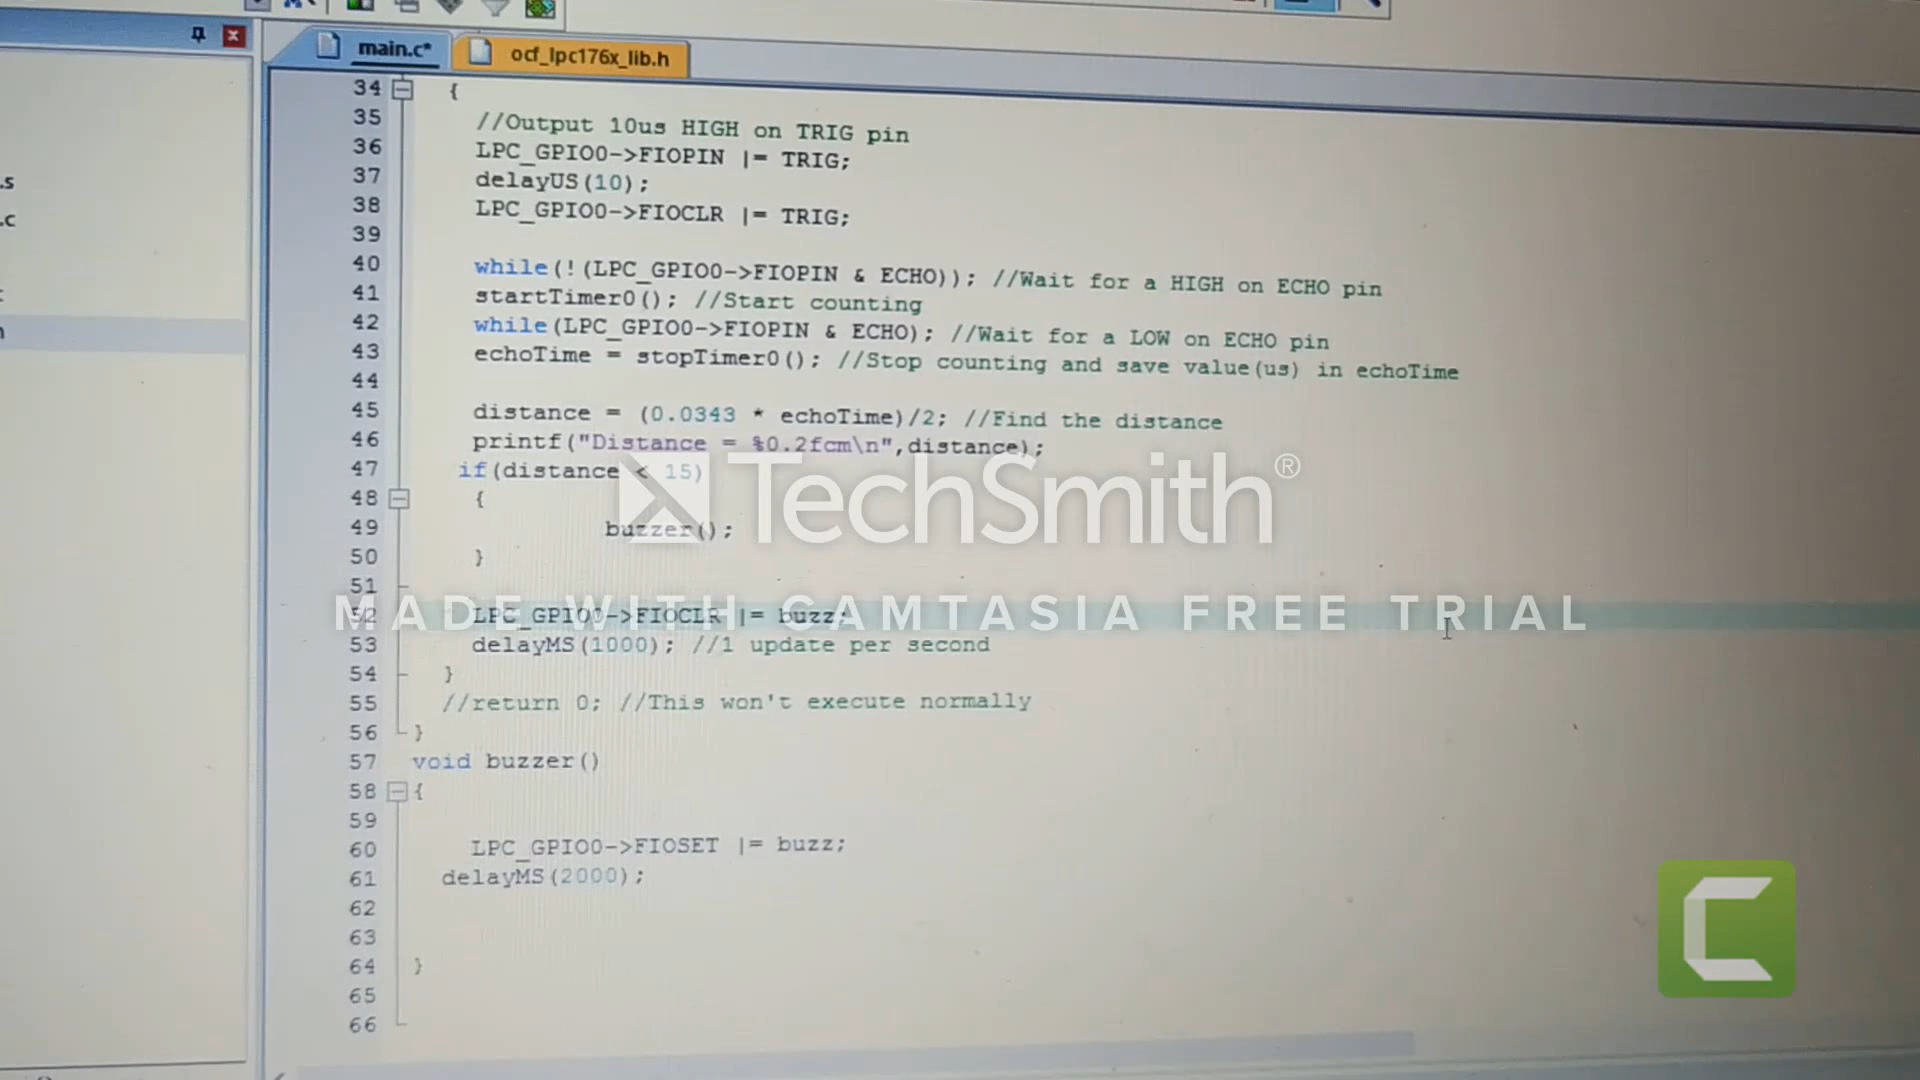 main.c* ocf_lpc176x_lib.h
34 {
35 //Output 10us HIGH on TRIG pin
36 LPC_GPIO0->FIOPIN |= TRIG;
37 delayUS(10);
38 LPC_GPIO0->FIOCLR |= TRIG;
39
40 while(!(LPC_GPIO0->FIOPIN & ECHO)); //Wait for a HIGH on ECHO pin
41 startTimer0(); //Start counting
42 while(LPC_GPIO0->FIOPIN & ECHO); //Wait for a LOW on ECHO pin
43 echoTime = stopTimer0(); //Stop counting and save value(us) in echoTime
44
45 distance = (0.0343 * echoTime)/2; //Find the distance
46 printf("Distance = %0.2fcm\n",distance);
47 if(distance < 15)
48 {
49 buzzer();
50 }
51
52 LPC_GPIO0->FIOCLR |= buzz;
53 delayMS(1000); //1 update per second
54 }
55 //return 0; //This won't execute normally
56 }
57 void buzzer()
58 {
59
60 LPC_GPIO0->FIOSET |= buzz;
61 delayMS(2000);
62
63
64 }
65
66
.s
.c
TechSmith®
MADE WITH CAMTASIA FREE TRIAL
C